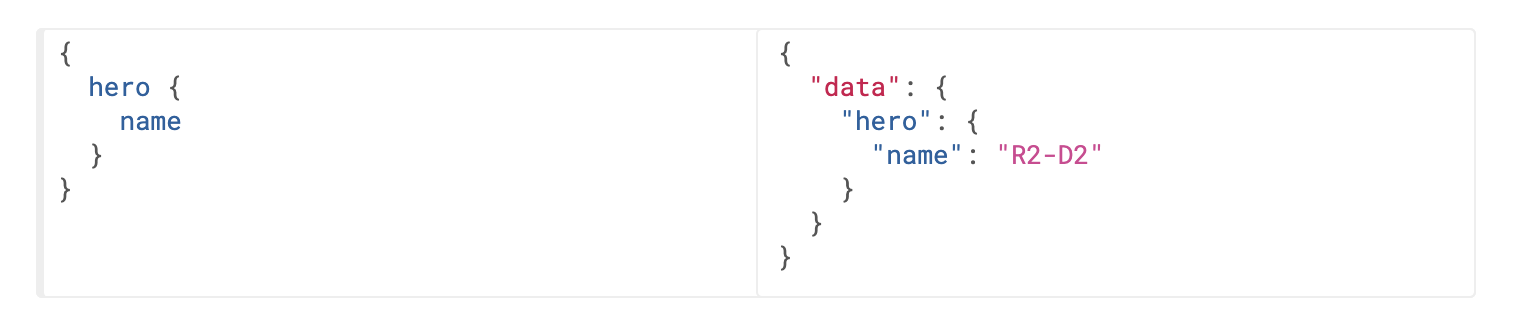 {
  hero {
    name
  }
}
{
  "data": {
    "hero": {
      "name": "R2-D2"
    }
  }
}